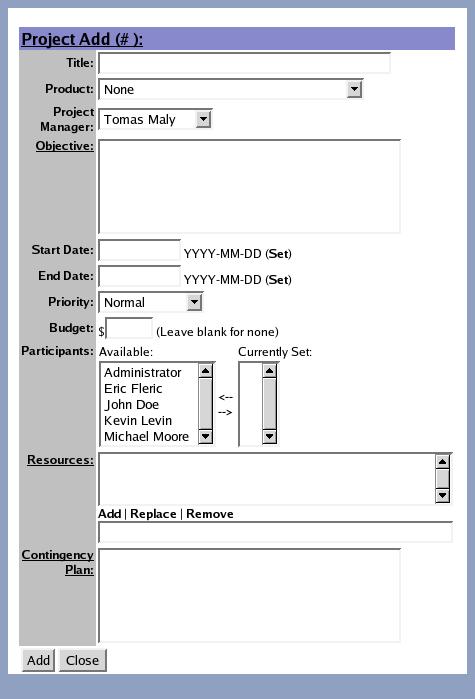 Project Add (# ):
Title:
Product: None
Project
Manager: Tomas Maly
Objective:
Start Date: YYYY-MM-DD (Set)
End Date: YYYY-MM-DD (Set)
Priority: Normal
Budget: $ (Leave blank for none)
Participants: Available: Currently Set:
Administrator
Eric Fleric
John Doe
<--
-->
Kevin Levin
Michael Moore
Resources:
Add | Replace | Remove
Contingency
Plan:
Add Close